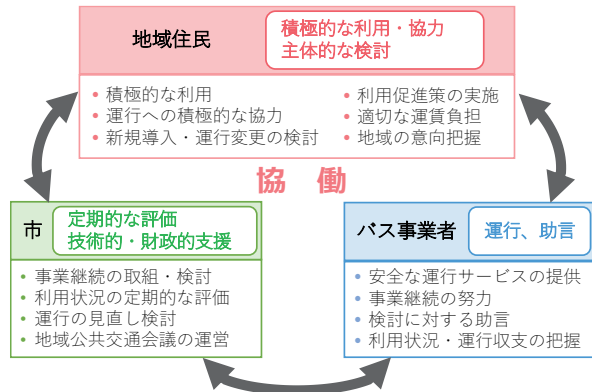 地域住民
積極的な利用・協力
主体的な検討
• 積極的な利用
• 運行への積極的な協力
• 新規導入・運行変更の検討
• 利用促進策の実施
• 適切な運賃負担
• 地域の意向把握
協 働
市
定期的な評価
技術的・財政的支援
• 事業継続の取組・検討
• 利用状況の定期的な評価
• 運行の見直し検討
• 地域公共交通会議の運営
バス事業者
運行、助言
• 安全な運行サービスの提供
• 事業継続の努力
• 検討に対する助言
• 利用状況・運行収支の把握